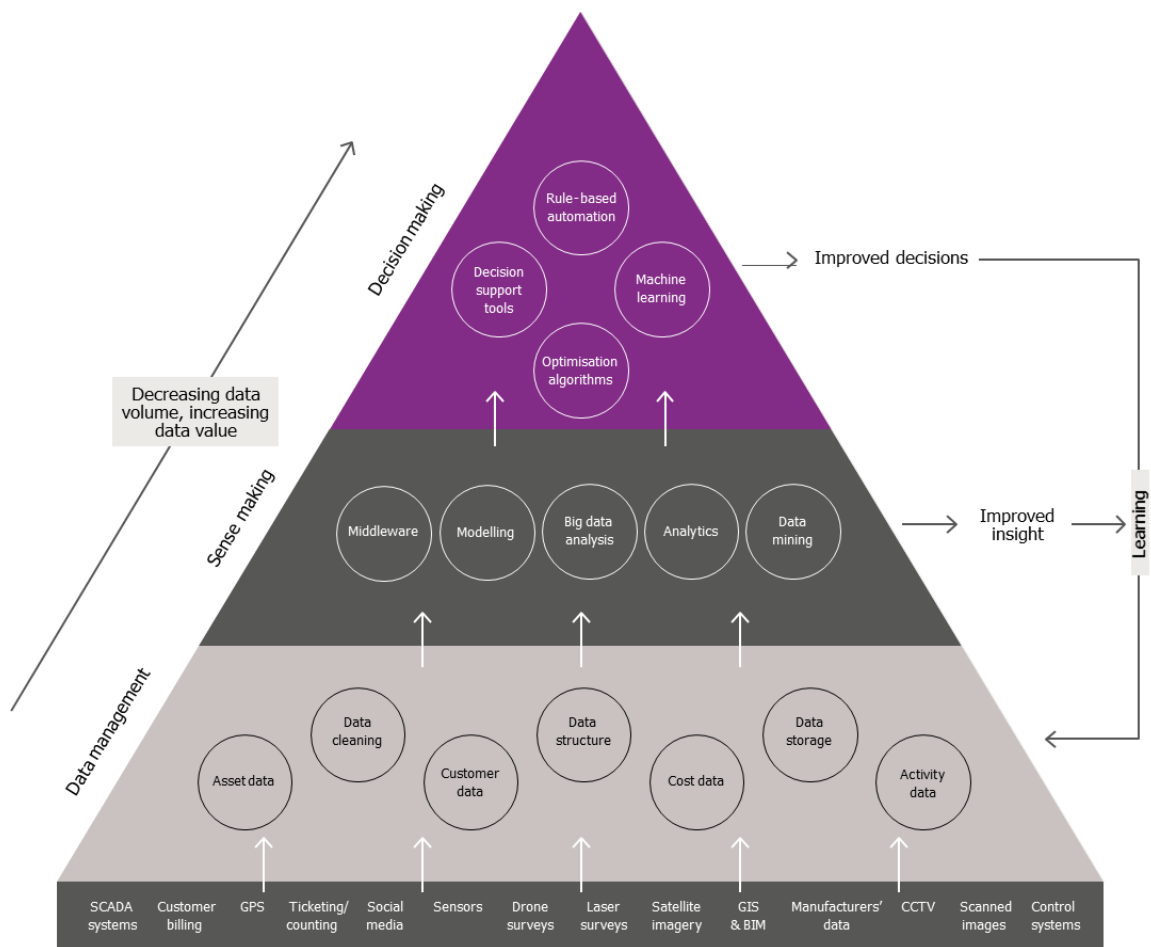 Rule-based
automation
Decision
support
tools
Machine
learning
Optimisation
algorithms
Decision making
Improved decisions
Decreasing data
volume, increasing
data value
Sense making
Middleware
Modelling
Big data
analysis
Analytics
Data
mining
Improved
insight
Learning
Data management
Asset data
Data
cleaning
Customer
data
Data
structure
Cost data
Data
storage
Activity
data
SCADA
systems
Customer
billing
GPS
Ticketing/
counting
Social
media
Sensors
Drone
surveys
Laser
surveys
Satellite
imagery
GIS
& BIM
Manufacturers’
data
CCTV
Scanned
images
Control
systems